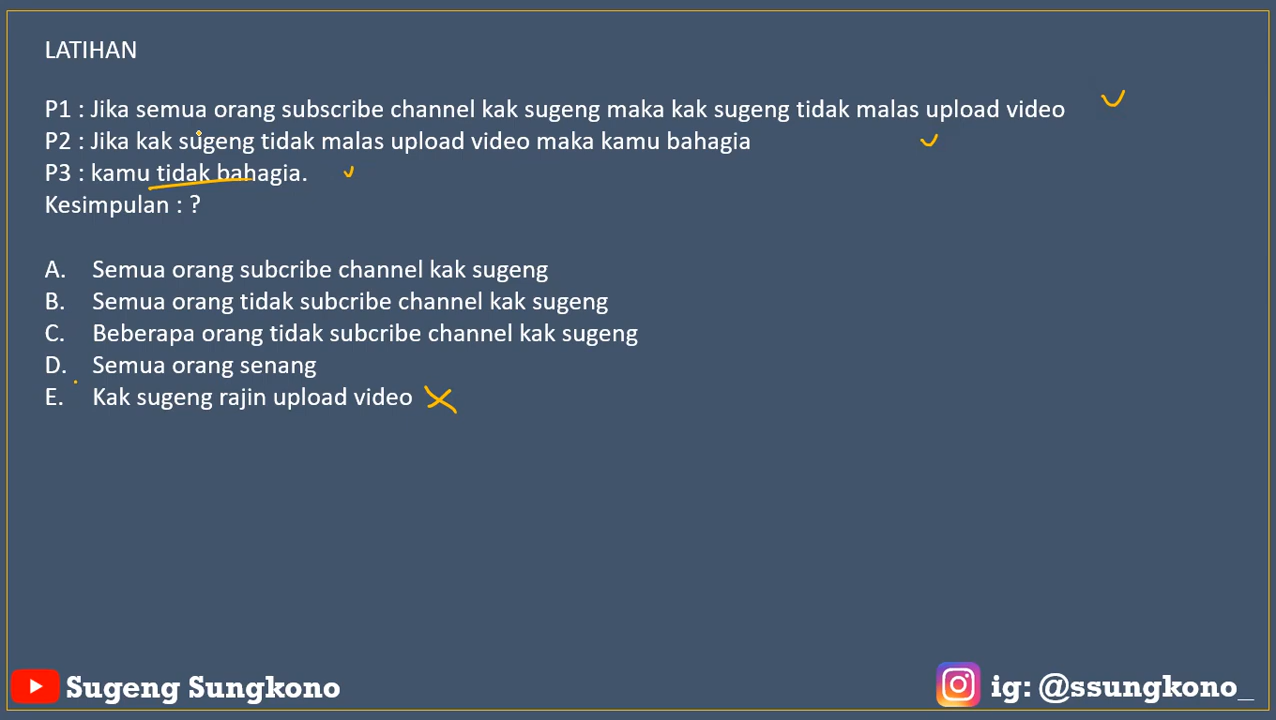 LATIHAN
P1 : Jika semua orang subscribe channel kak sugeng maka kak sugeng tidak malas upload video
P2 : Jika kak sugeng tidak malas upload video maka kamu bahagia
P3 : kamu tidak bahagia.
Kesimpulan : ?
A. Semua orang subcribe channel kak sugeng
B. Semua orang tidak subcribe channel kak sugeng
C. Beberapa orang tidak subcribe channel kak sugeng
D. Semua orang senang
E. Kak sugeng rajin upload video
Sugeng Sungkono
ig: @ssungkono_